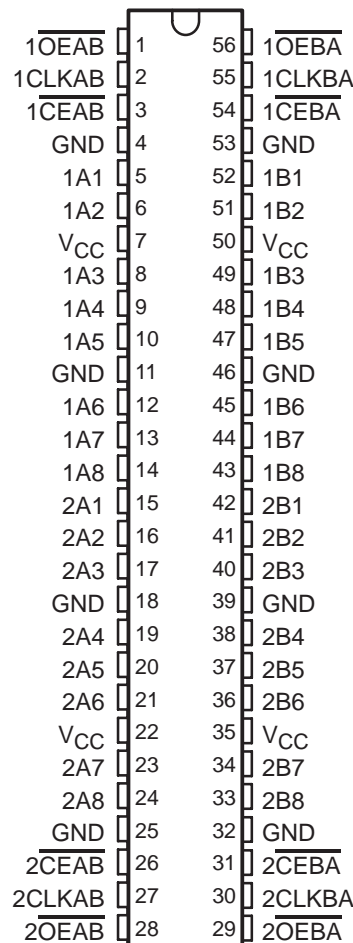 1OEAB 1 56 1OEBA
1CLKAB 2 55 1CLKBA
1CEAB 3 54 1CEBA
GND 4 53 GND
1A1 5 52 1B1
1A2 6 51 1B2
VCC 7 50 VCC
1A3 8 49 1B3
1A4 9 48 1B4
1A5 10 47 1B5
GND 11 46 GND
1A6 12 45 1B6
1A7 13 44 1B7
1A8 14 43 1B8
2A1 15 42 2B1
2A2 16 41 2B2
2A3 17 40 2B3
GND 18 39 GND
2A4 19 38 2B4
2A5 20 37 2B5
2A6 21 36 2B6
VCC 22 35 VCC
2A7 23 34 2B7
2A8 24 33 2B8
GND 25 32 GND
2CEAB 26 31 2CEBA
2CLKAB 27 30 2CLKBA
2OEAB 28 29 2OEBA